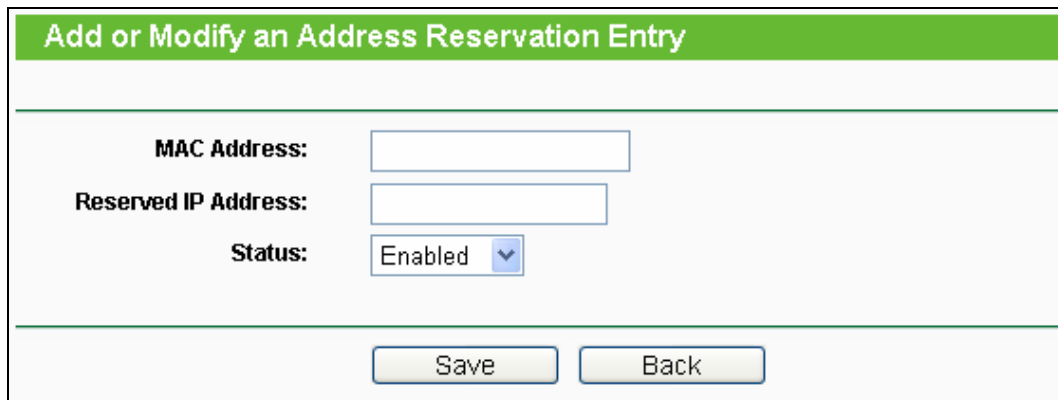 Add or Modify an Address Reservation Entry
MAC Address:
Reserved IP Address:
Status: Enabled
Save Back